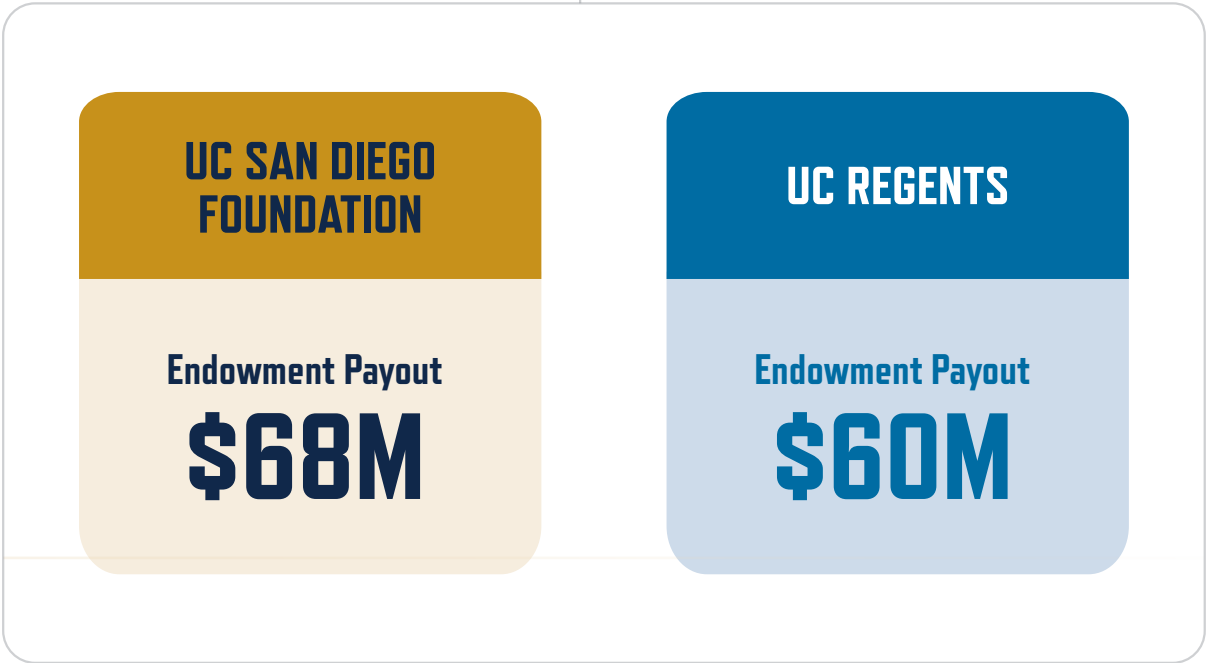 UC SAN DIEGO
FOUNDATION
Endowment Payout
$68M
UC REGENTS
Endowment Payout
$60M